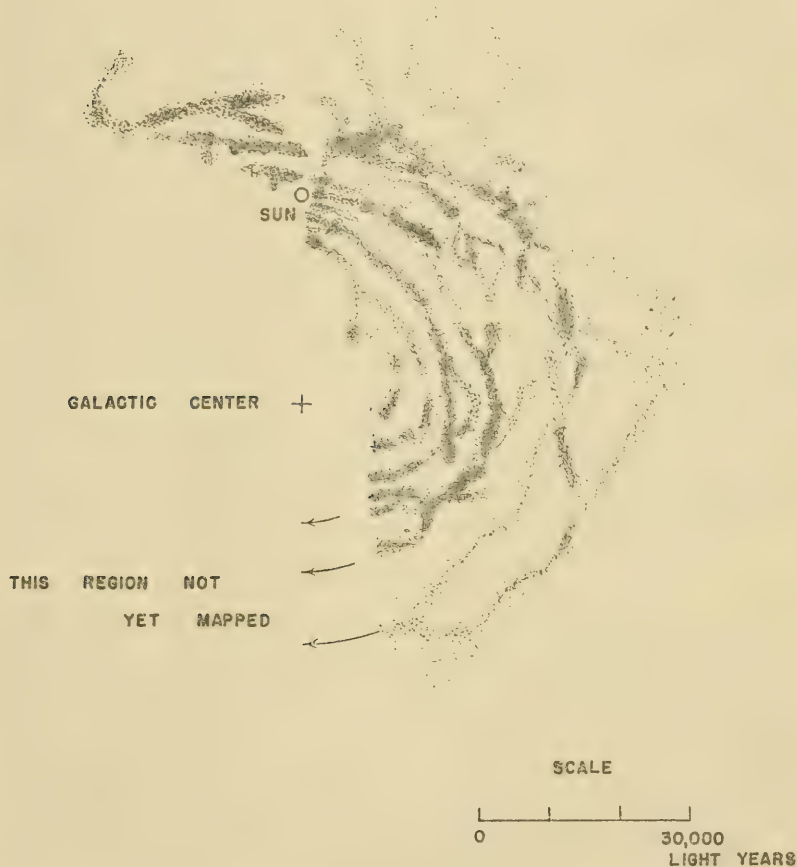 SUN
GALACTIC CENTER
THIS REGION NOT
YET MAPPED
SCALE
0 30,000
LIGHT YEARS